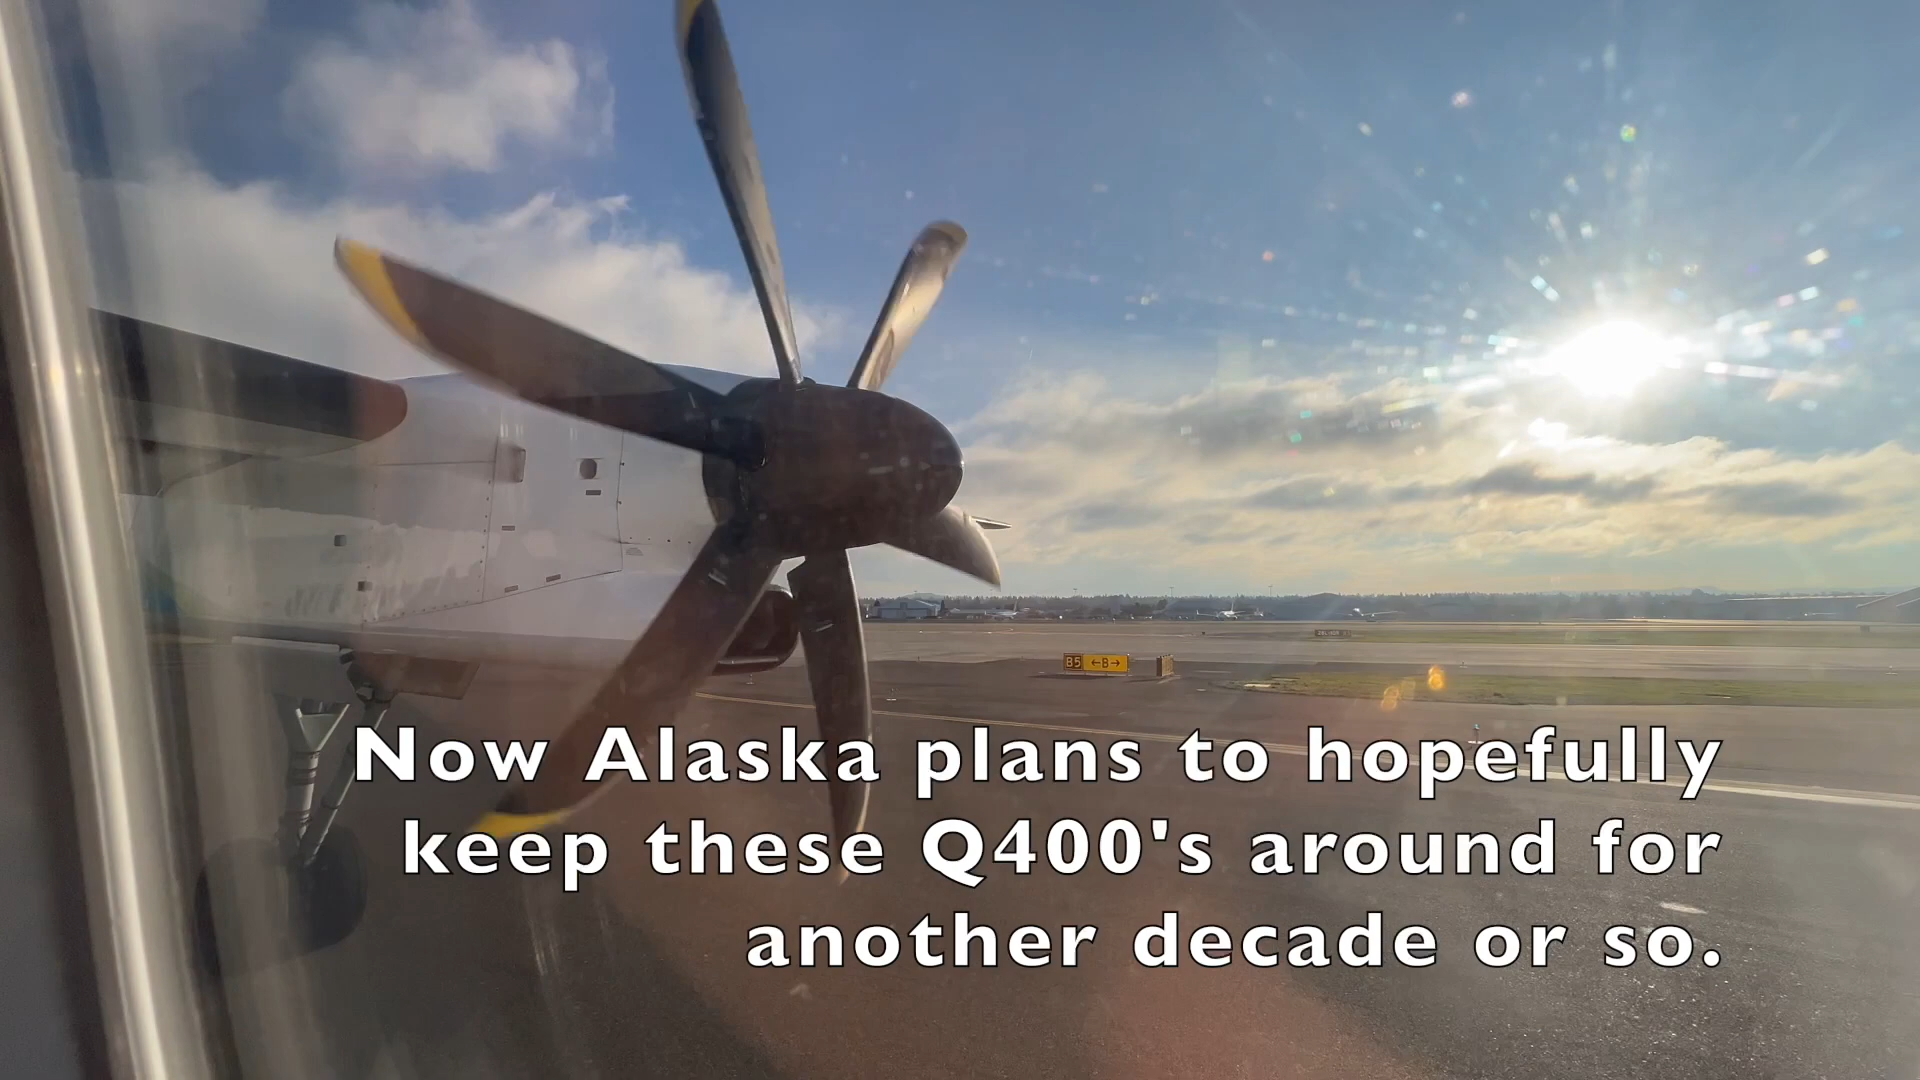 B5 ←B→
Now Alaska plans to hopefully
keep these Q400's around for
another decade or so.